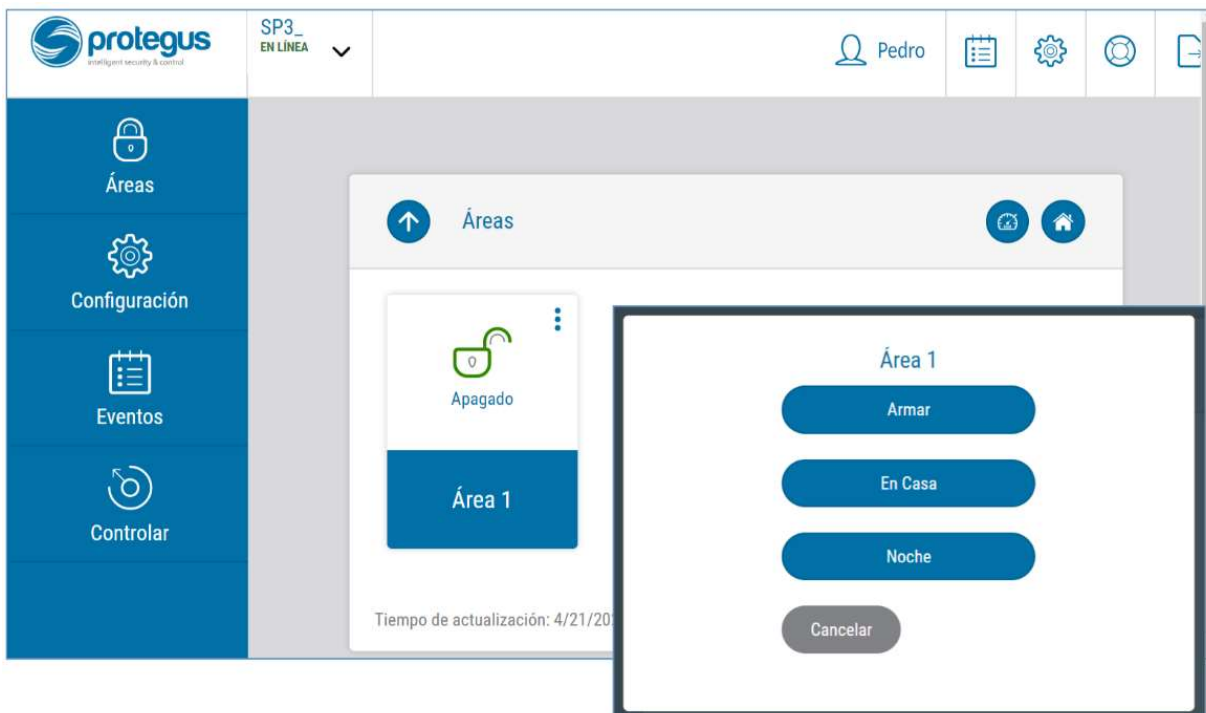 protegus
intelligent security & control
SP3_
EN LÍNEA
Pedro
Áreas
Configuración
Eventos
Controlar
Áreas
Apagado
Área 1
Tiempo de actualización: 4/21/20
Área 1
Armar
En Casa
Noche
Cancelar